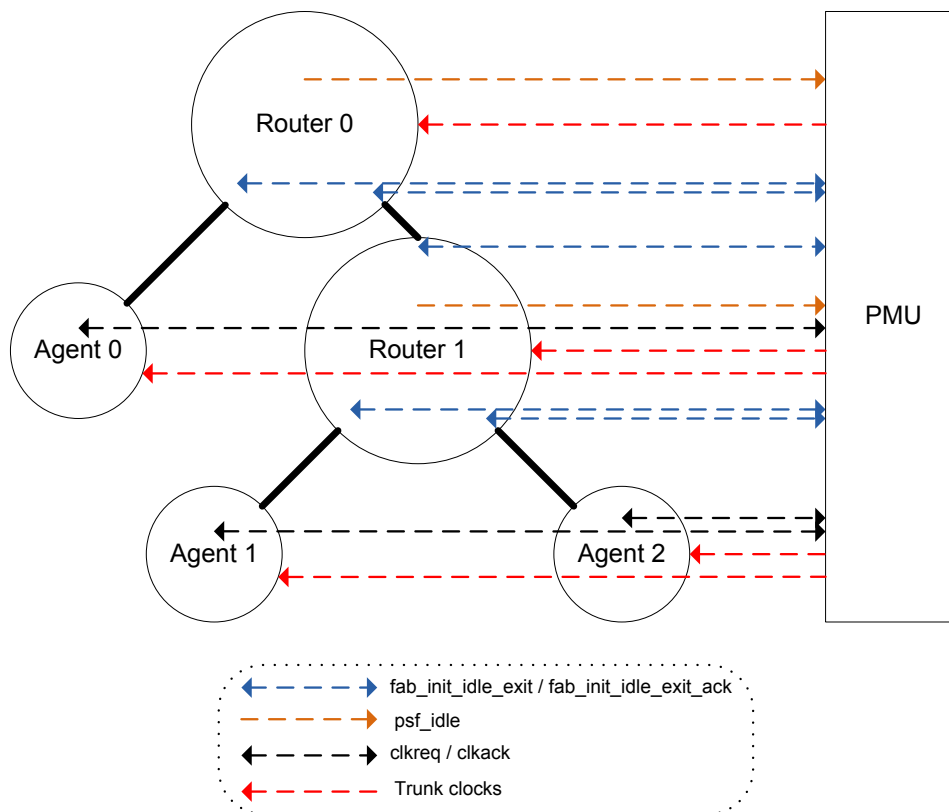 Router 0
PMU
Agent 0
Router 1
Agent 1
Agent 2
fab_init_idle_exit / fab_init_idle_exit_ack
psf_idle
clkreq / clkack
Trunk clocks